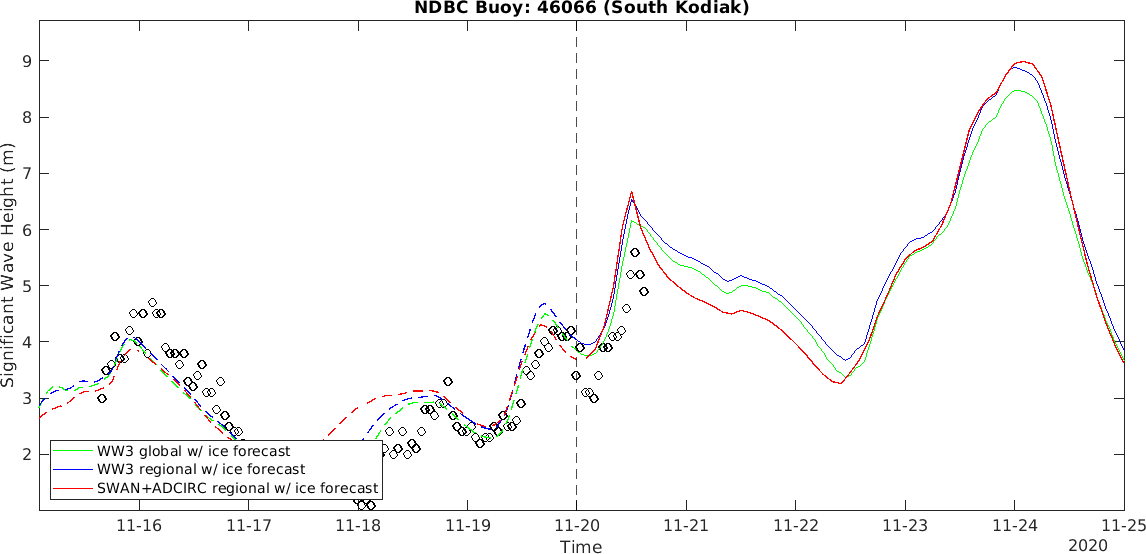 NDBC Buoy: 46066 (South Kodiak)
9
8
7
6
5
4
3
2
Significant Wave Height (m)
WW3 global w/ ice forecast
WW3 regional w/ ice forecast
SWAN+ADCIRC regional w/ ice forecast
11-16 11-17 11-18 11-19 11-20 11-21 11-22 11-23 11-24 11-25
Time
2020